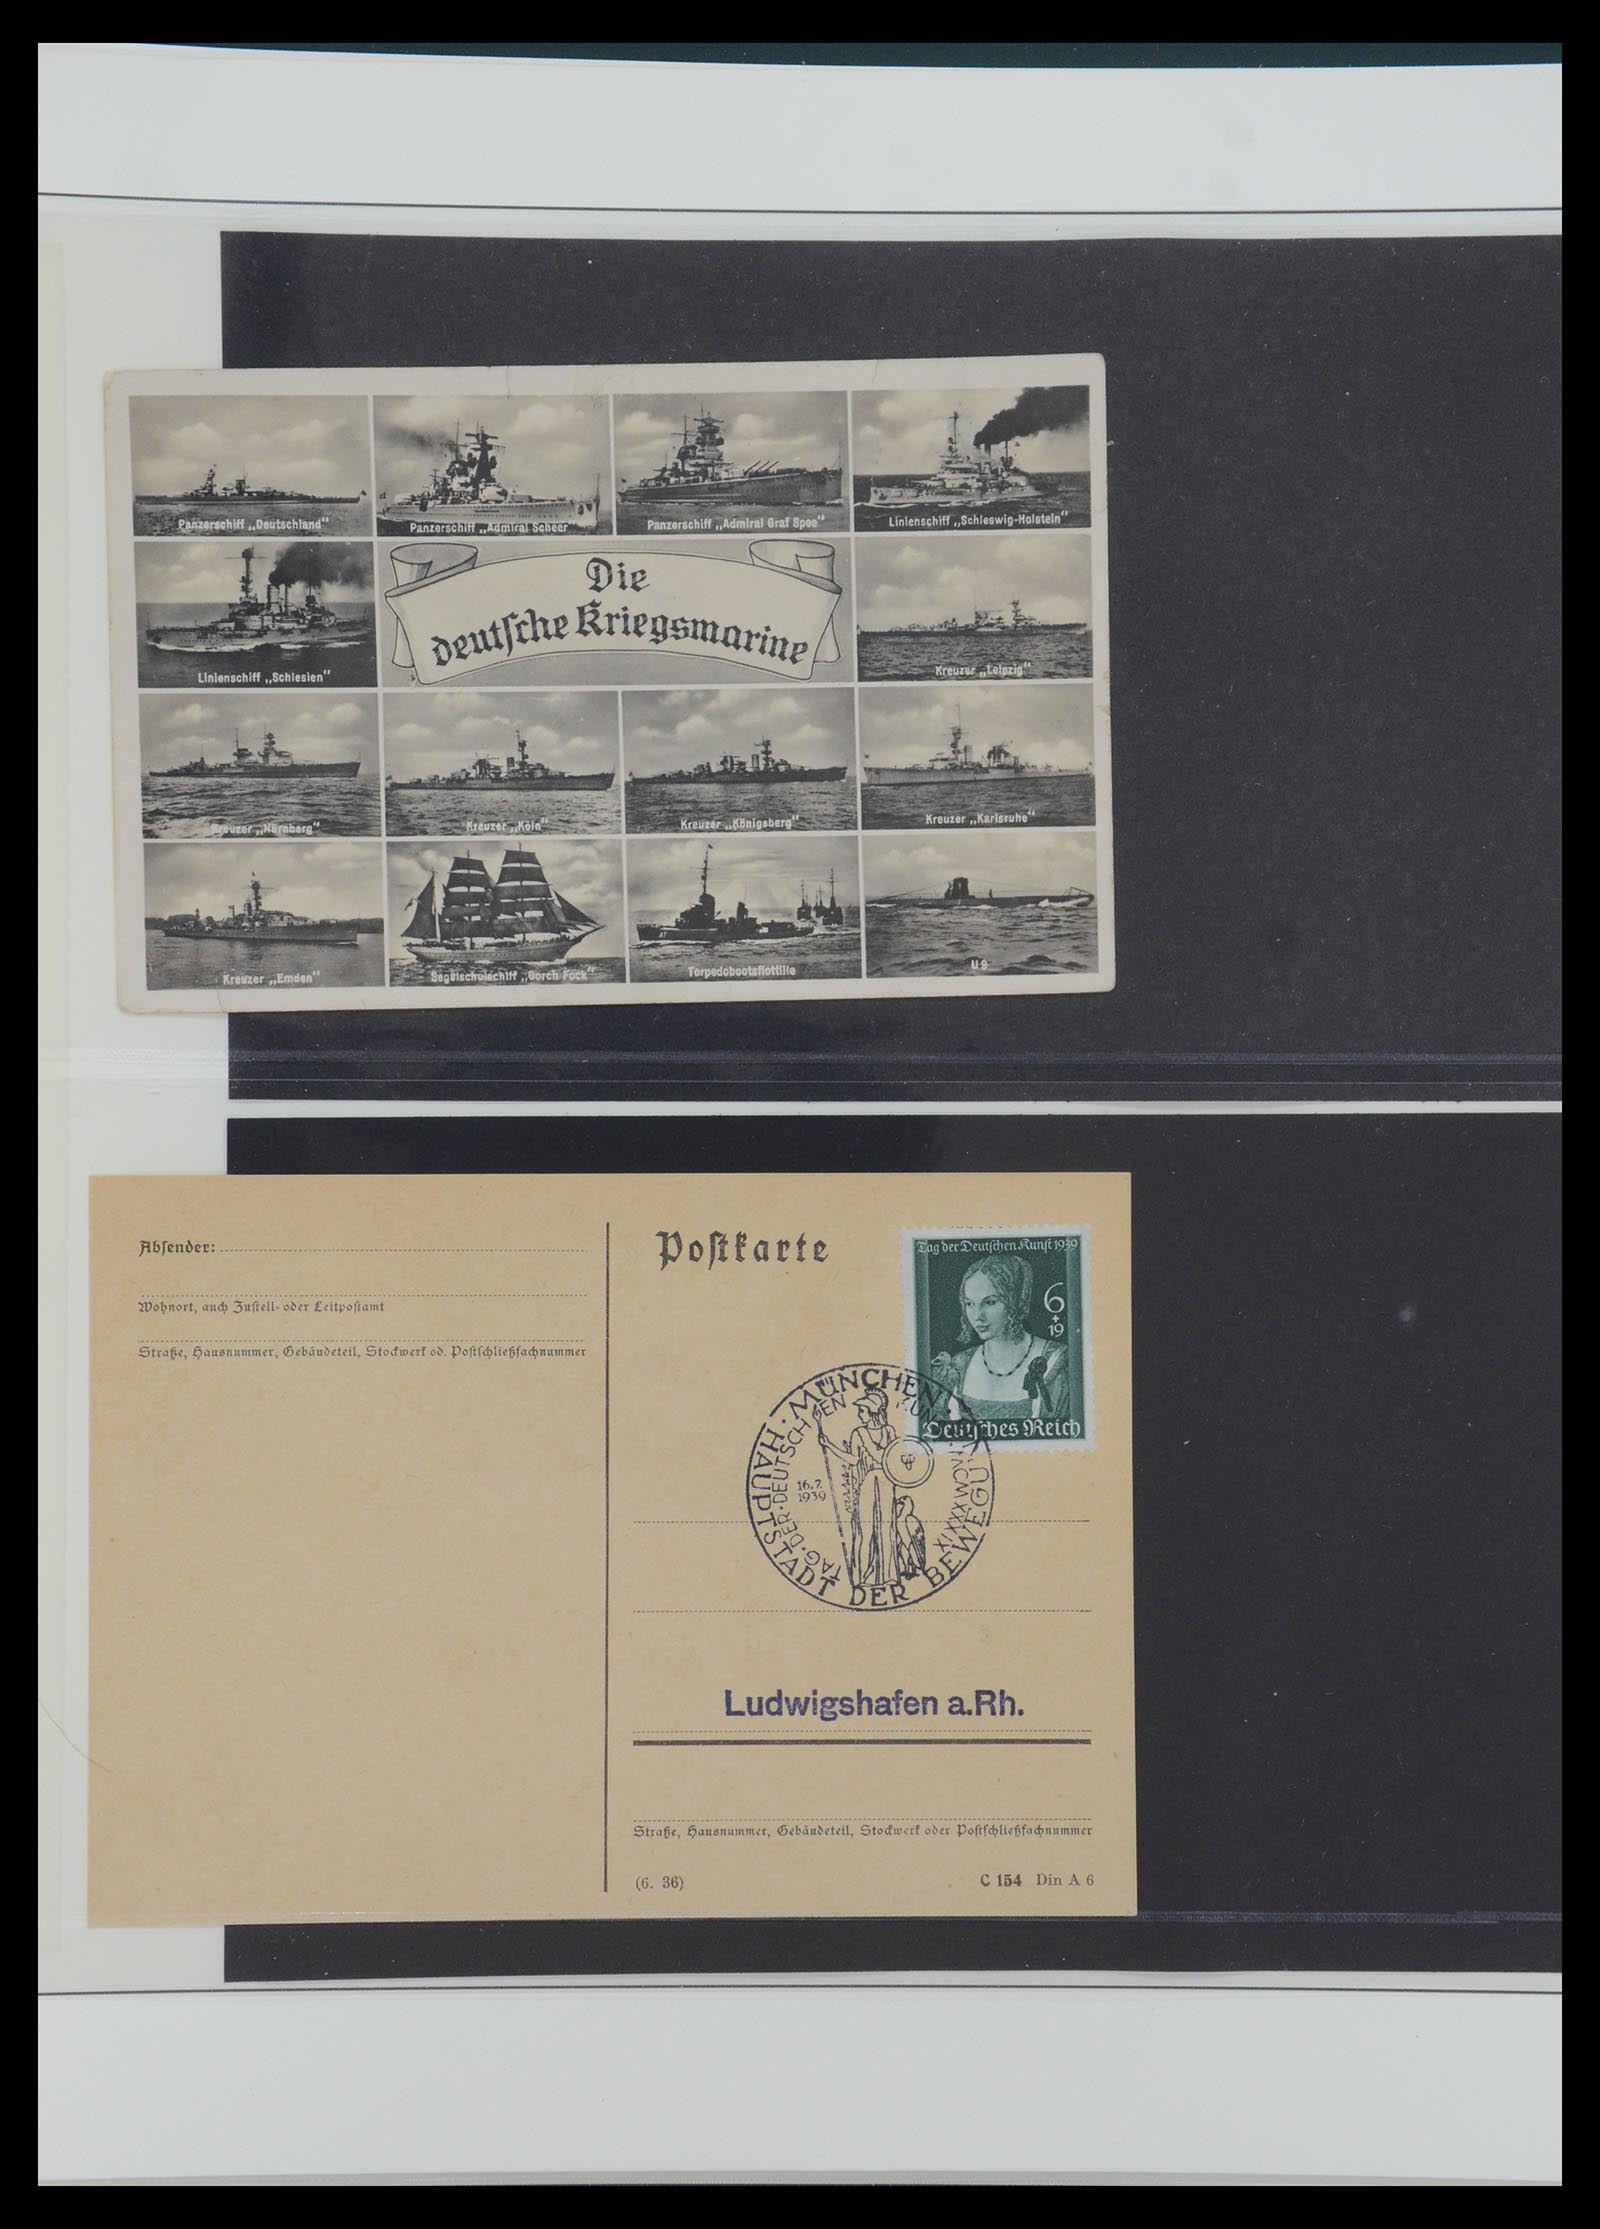 Panzerschiff „Deutschland“
Panzerschiff „Admiral Scheer“
Panzerschiff „Admiral Graf Spee“
Linienschiff „Schleswig-Holstein“
Linienschiff „Schlesien“
Die
deutſche Kriegsmarine
Kreuzer „Leipzig“
Kreuzer „Nürnberg“
Kreuzer „Köln“
Kreuzer „Königsberg“
Kreuzer „Karlsruhe“
Kreuzer „Emden“
Segelschulschiff „Gorch Fock“
Torpedobootsflottille
U 9
Abſender:
Wohnort, auch Zuſtell- oder Leitpoſtamt
Straße, Hausnummer, Gebäudeteil, Stockwerk od. Poſtſchließfachnummer
Poſtkarte
Tag der Deutſchen Kunſt 1939
6
+
19
Deutſches Reich
MÜNCHEN
HAUPTSTADT DER BEWEGUNG
TAG·DER·DEUTSCHEN KUN
16.7.
1939
MCMXXXIX
Ludwigshafen a.Rh.
Straße, Hausnummer, Gebäudeteil, Stockwerk oder Poſtſchließfachnummer
(6. 36)
C 154 Din A 6